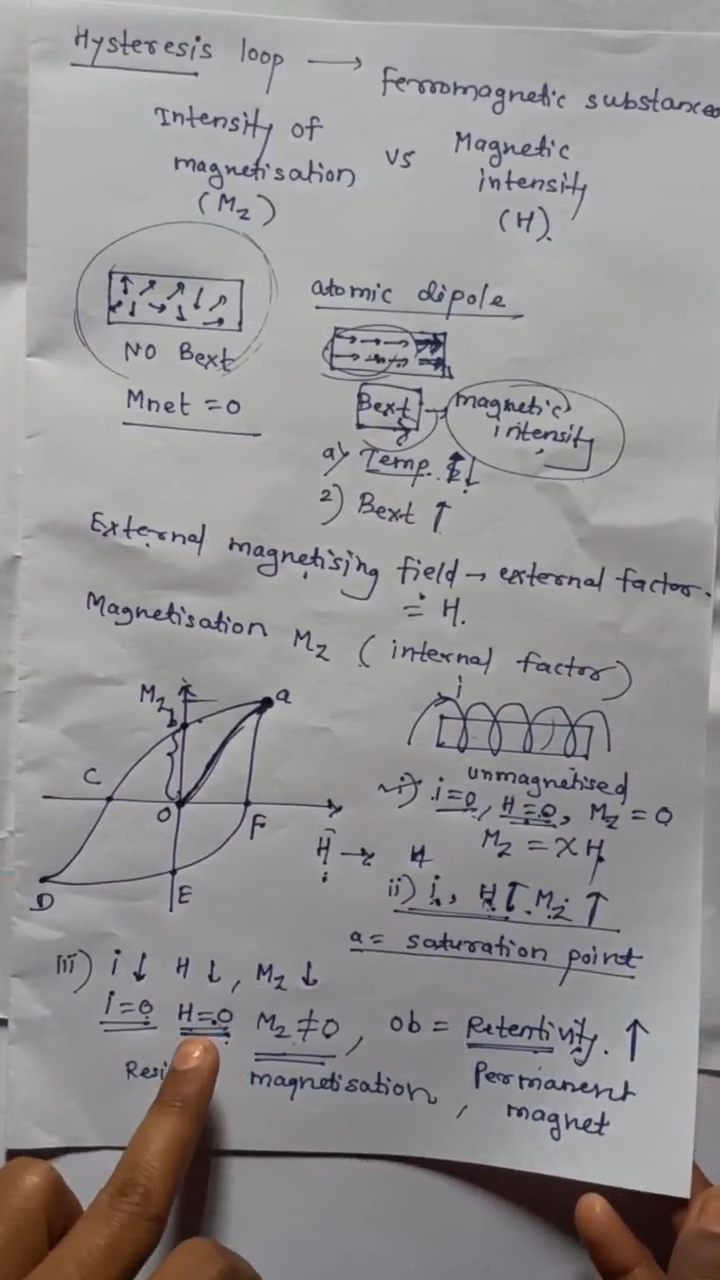 Hysteresis loop → Ferromagnetic substances
Intensity of magnetisation (Mz) vs Magnetic intensity (H).
NO Bext
Mnet = 0
atomic dipole
Bext → magnetic intensity
a) Temp. ↓
2) Bext ↑
External magnetising field → external factor.
= H.
Magnetisation Mz (internal factor)
Mz
b
a
C
O
F
H
i
D
E
i
unmagnetised
i) i=0, H=0, Mz=0
Mz = χH
ii) i, H↑ Mz ↑
a = saturation point
iii) i↓ H↓, Mz↓
i=0 H=0 Mz ≠0, ob = Retentivity. ↑
magnetisation, Permanent magnet